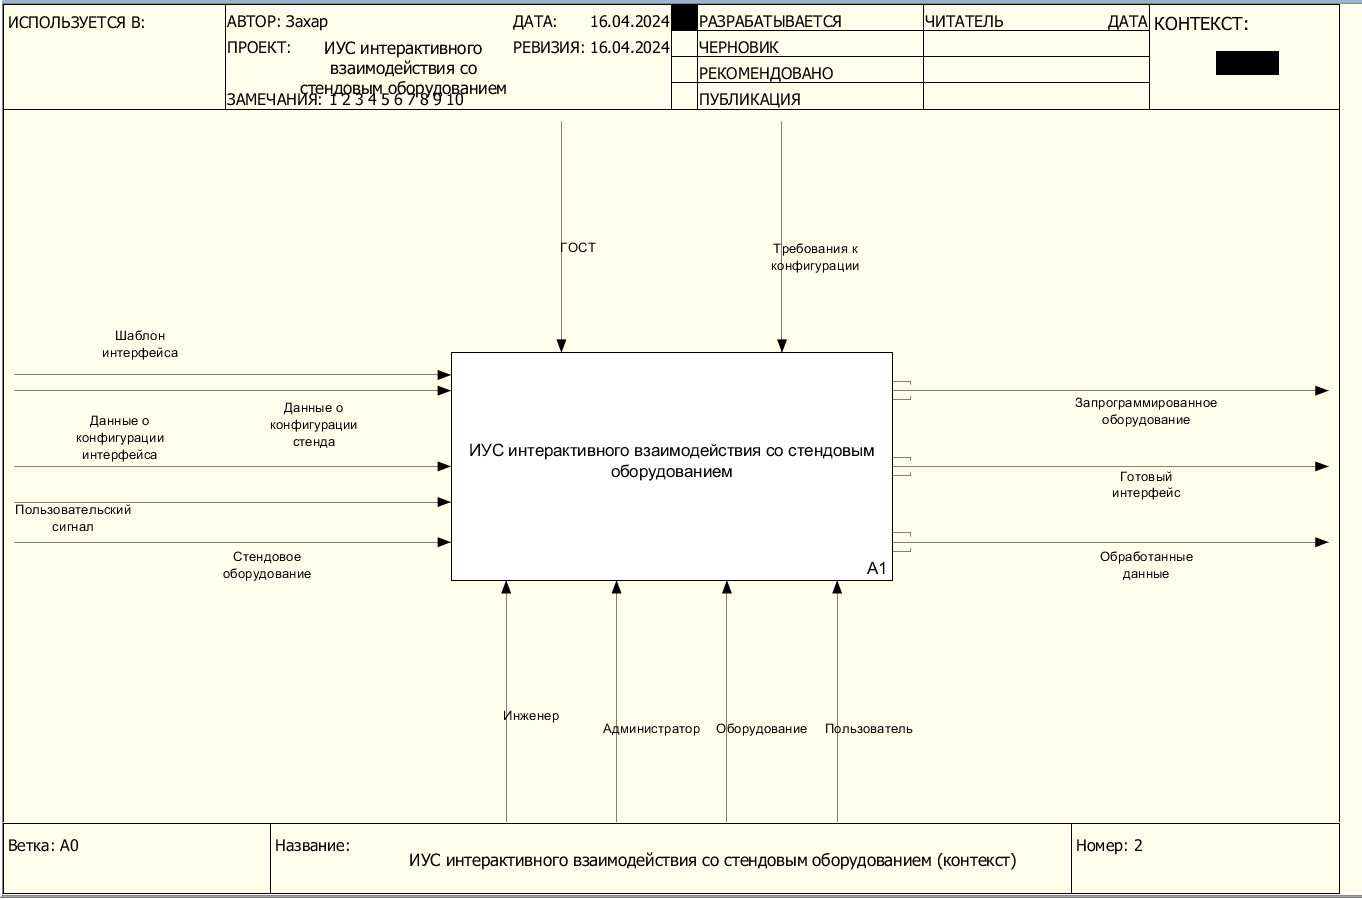 ИСПОЛЬЗУЕТСЯ В:
АВТОР: Захар
ДАТА: 16.04.2024
РАЗРАБАТЫВАЕТСЯ
ЧИТАТЕЛЬ
ДАТА
КОНТЕКСТ:
ПРОЕКТ: ИУС интерактивного
взаимодействия со
стендовым оборудованием
РЕВИЗИЯ: 16.04.2024
ЧЕРНОВИК
РЕКОМЕНДОВАНО
ЗАМЕЧАНИЯ: 1 2 3 4 5 6 7 8 9 10
ПУБЛИКАЦИЯ
ГОСТ
Требования к
конфигурации
Шаблон
интерфейса
Данные о
конфигурации
стенда
Данные о
конфигурации
интерфейса
Пользовательский
сигнал
Стендовое
оборудование
ИУС интерактивного взаимодействия со стендовым
оборудованием
A1
Запрограммированное
оборудование
Готовый
интерфейс
Обработанные
данные
Инженер
Администратор
Оборудование
Пользователь
Ветка: A0
Название:
ИУС интерактивного взаимодействия со стендовым оборудованием (контекст)
Номер: 2